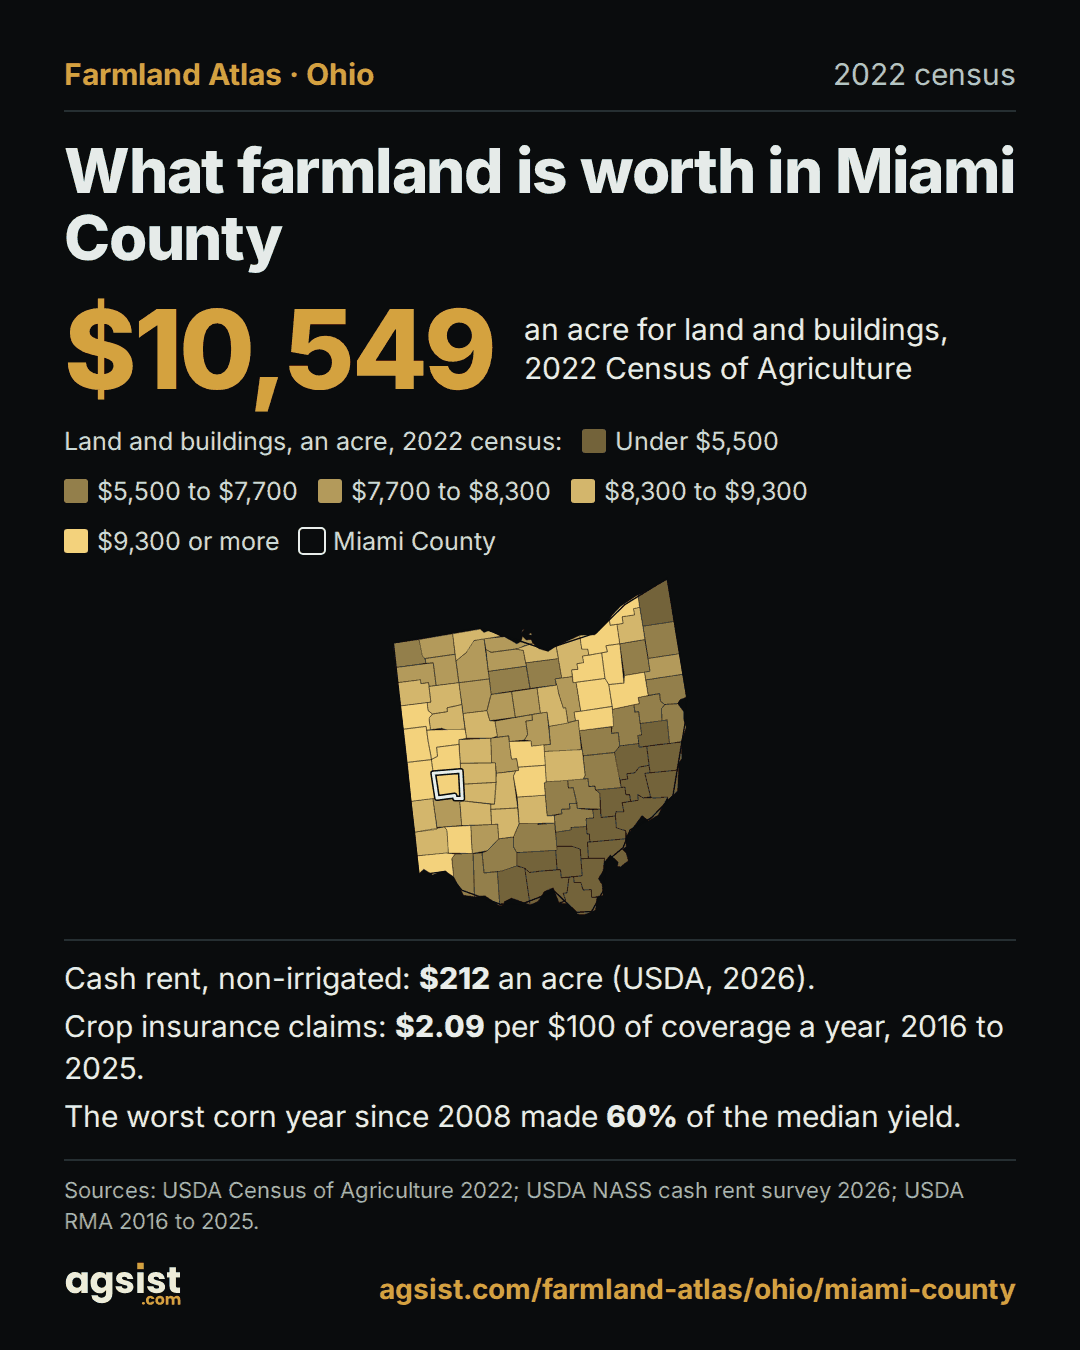 Farmland Atlas · Ohio
2022 census
What farmland is worth in Miami
County
$10,549
an acre for land and buildings,
2022 Census of Agriculture
Land and buildings, an acre, 2022 census:
Under $5,500
$5,500 to $7,700
$7,700 to $8,300
$8,300 to $9,300
$9,300 or more
Miami County
Cash rent, non-irrigated: $212 an acre (USDA, 2026).
Crop insurance claims: $2.09 per $100 of coverage a year, 2016 to
2025.
The worst corn year since 2008 made 60% of the median yield.
Sources: USDA Census of Agriculture 2022; USDA NASS cash rent survey 2026; USDA
RMA 2016 to 2025.
agsist
.com
agsist.com/farmland-atlas/ohio/miami-county